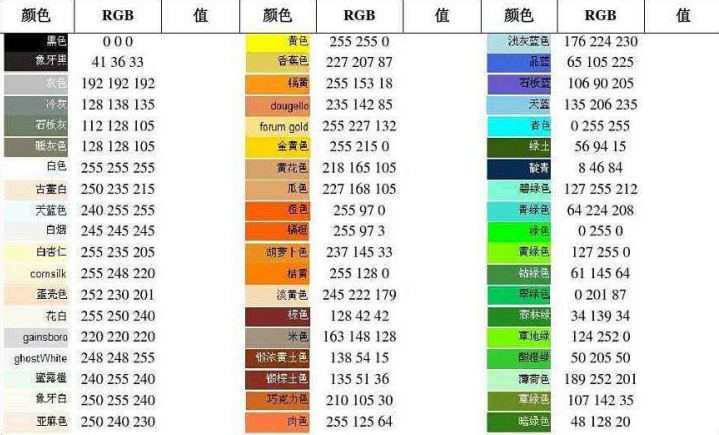 颜色 RGB 值 颜色 RGB 值 颜色 RGB 值
黑色 0 0 0 黄色 255 255 0 浅灰蓝色 176 224 230
象牙黑 41 36 33 香蕉色 227 207 87 品蓝 65 105 225
灰色 192 192 192 镉黄 255 153 18 石板蓝 106 90 205
冷灰 128 138 135 dougello 235 142 85 天蓝 135 206 235
石板灰 112 128 105 forum gold 255 227 132 青色 0 255 255
暖灰色 128 128 105 金黄色 255 215 0 绿土 56 94 15
白色 255 255 255 黄花色 218 165 105 靛青 8 46 84
古董白 250 235 215 瓜色 227 168 105 碧绿色 127 255 212
天蓝色 240 255 255 橙色 255 97 0 青绿色 64 224 208
白烟 245 245 245 镉橙 255 97 3 绿色 0 255 0
白杏仁 255 235 205 胡萝卜色 237 145 33 黄绿色 127 255 0
cornsilk 255 248 220 桔黄 255 128 0 钴绿色 61 145 64
蛋壳色 252 230 201 淡黄色 245 222 179 翠绿色 0 201 87
花白 255 250 240 棕色 128 42 42 森林绿 34 139 34
gainsboro 220 220 220 米色 163 148 128 草地绿 124 252 0
ghostWhite 248 248 255 锻浓黄土色 138 54 15 酸橙绿 50 205 50
蜜露橙 240 255 240 锻棕土色 135 51 36 薄荷色 189 252 201
象牙白 250 255 240 巧克力色 210 105 30 草绿色 107 142 35
亚麻色 250 240 230 肉色 255 125 64 暗绿色 48 128 20